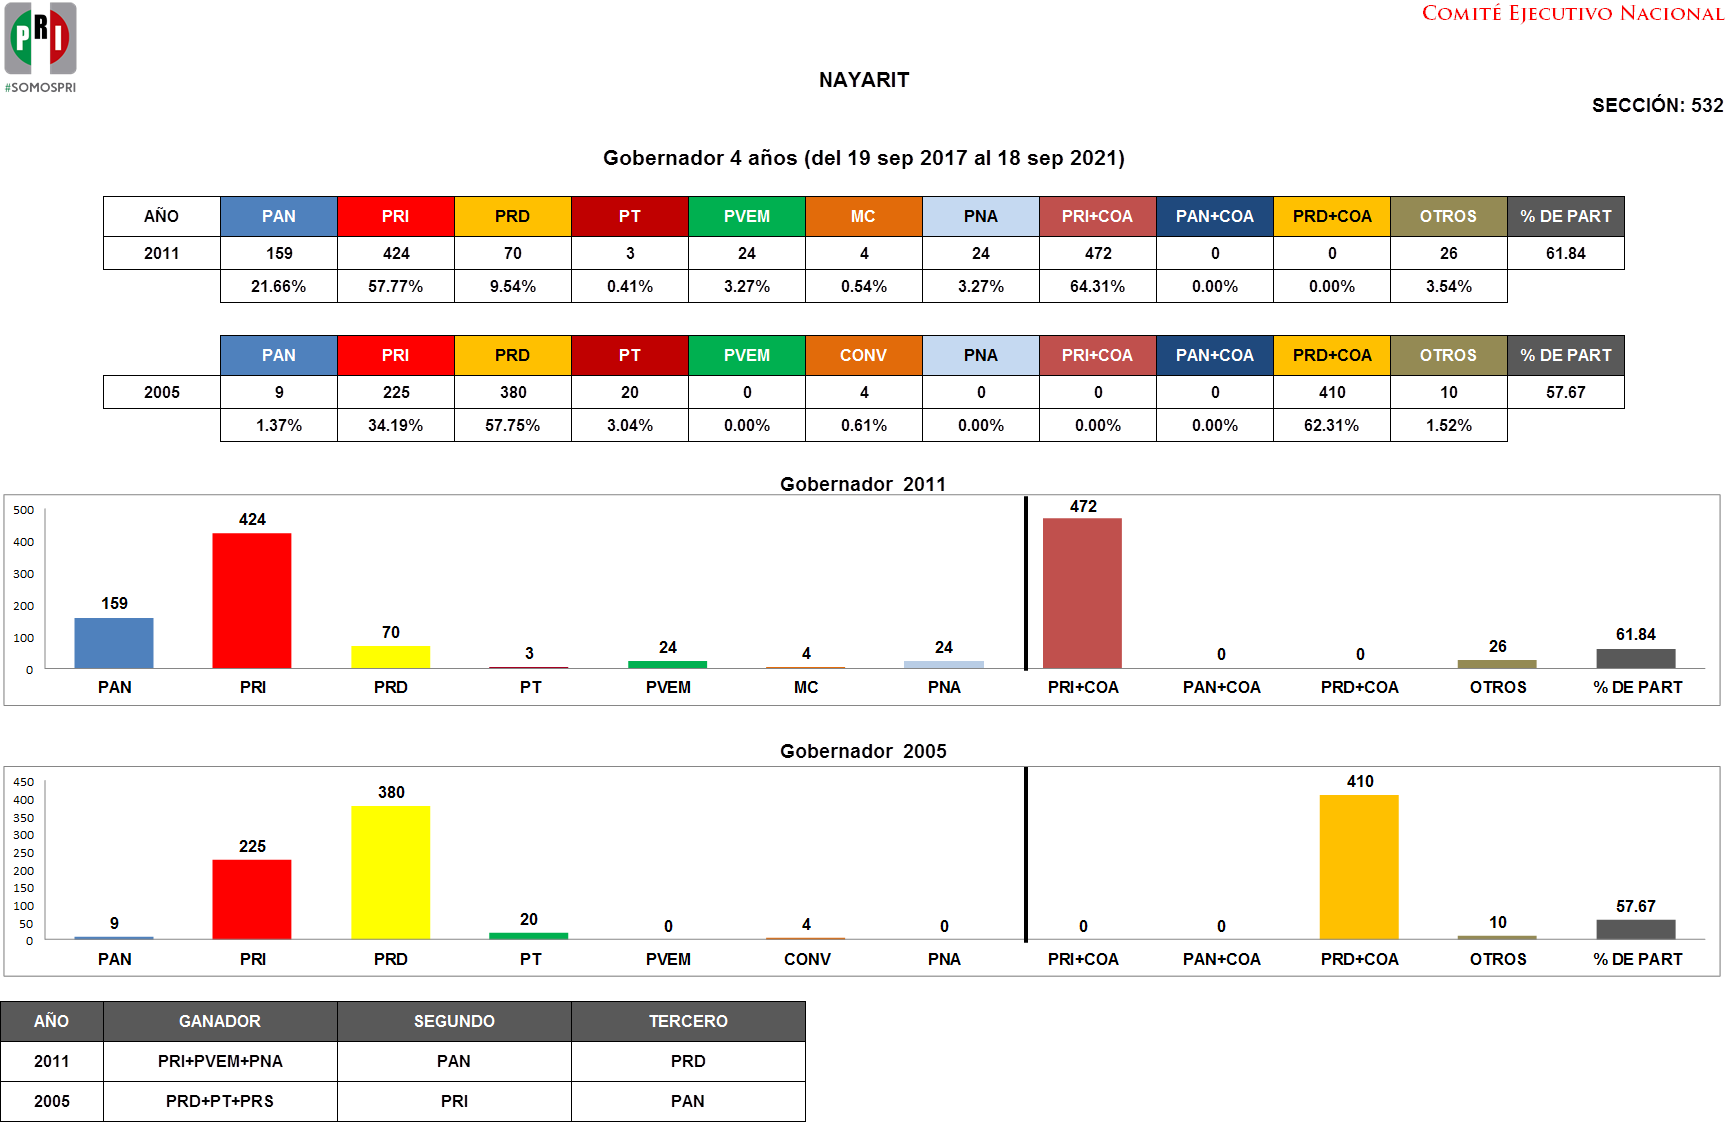 PRI
#SOMOSPRI
COMITÉ EJECUTIVO NACIONAL
NAYARIT
SECCIÓN: 532
Gobernador 4 años (del 19 sep 2017 al 18 sep 2021)
AÑO PAN PRI PRD PT PVEM MC PNA PRI+COA PAN+COA PRD+COA OTROS % DE PART
2011 159 424 70 3 24 4 24 472 0 0 26 61.84
21.66% 57.77% 9.54% 0.41% 3.27% 0.54% 3.27% 64.31% 0.00% 0.00% 3.54%
PAN PRI PRD PT PVEM CONV PNA PRI+COA PAN+COA PRD+COA OTROS % DE PART
2005 9 225 380 20 0 4 0 0 0 410 10 57.67
1.37% 34.19% 57.75% 3.04% 0.00% 0.61% 0.00% 0.00% 0.00% 62.31% 1.52%
Gobernador 2011
500
400
300
200
100
0
159 424 70 3 24 4 24 472 0 0 26 61.84
PAN PRI PRD PT PVEM MC PNA PRI+COA PAN+COA PRD+COA OTROS % DE PART
Gobernador 2005
450
400
350
300
250
200
150
100
50
0
9 225 380 20 0 4 0 0 0 410 10 57.67
PAN PRI PRD PT PVEM CONV PNA PRI+COA PAN+COA PRD+COA OTROS % DE PART
AÑO GANADOR SEGUNDO TERCERO
2011 PRI+PVEM+PNA PAN PRD
2005 PRD+PT+PRS PRI PAN